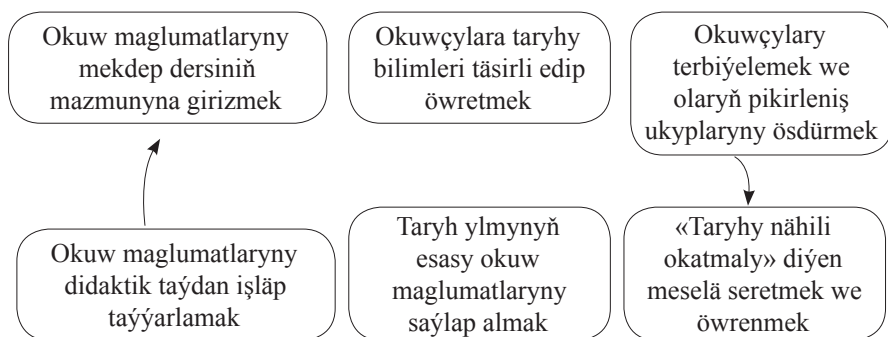 Okuw maglumatlaryny
mekdep dersiniň
mazmunyna girizmek
Okuwçylara taryhy
bilimleri täsirli edip
öwretmek
Okuwçylary
terbiýelemek we
olaryň pikirleniş
ukyplaryny ösdürmek
Okuw maglumatlaryny
didaktik taýdan işläp
taýýarlamak
Taryh ylmynyň
esasy okuw
maglumatlaryny
saýlap almak
«Taryhy nähili
okatmaly» diýen
meselä seretmek we
öwrenmek